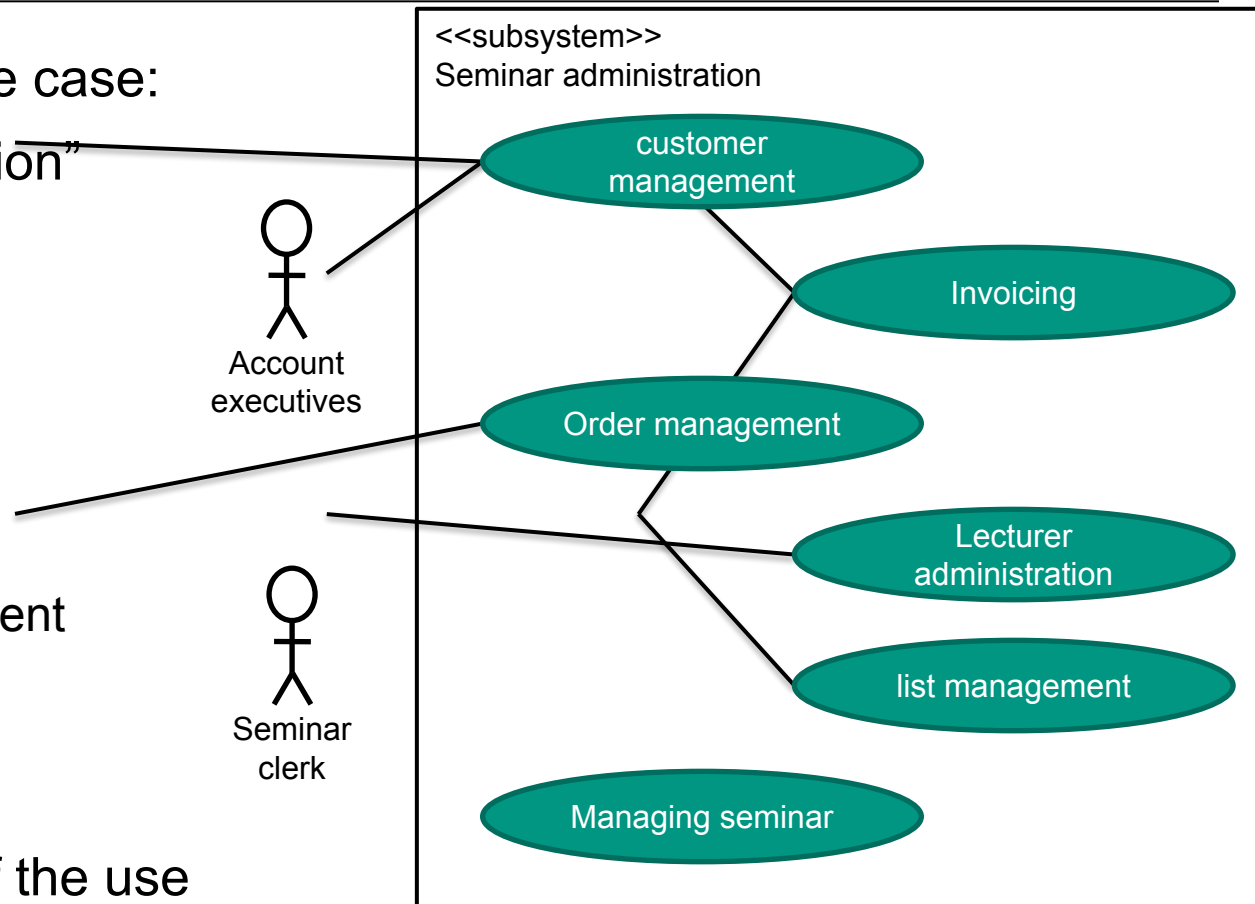 e case:
ion”
ent
f the use
Account
executives
Seminar
clerk
<<subsystem>>
Seminar administration
customer
management
Invoicing
Order management
Lecturer
administration
list management
Managing seminar